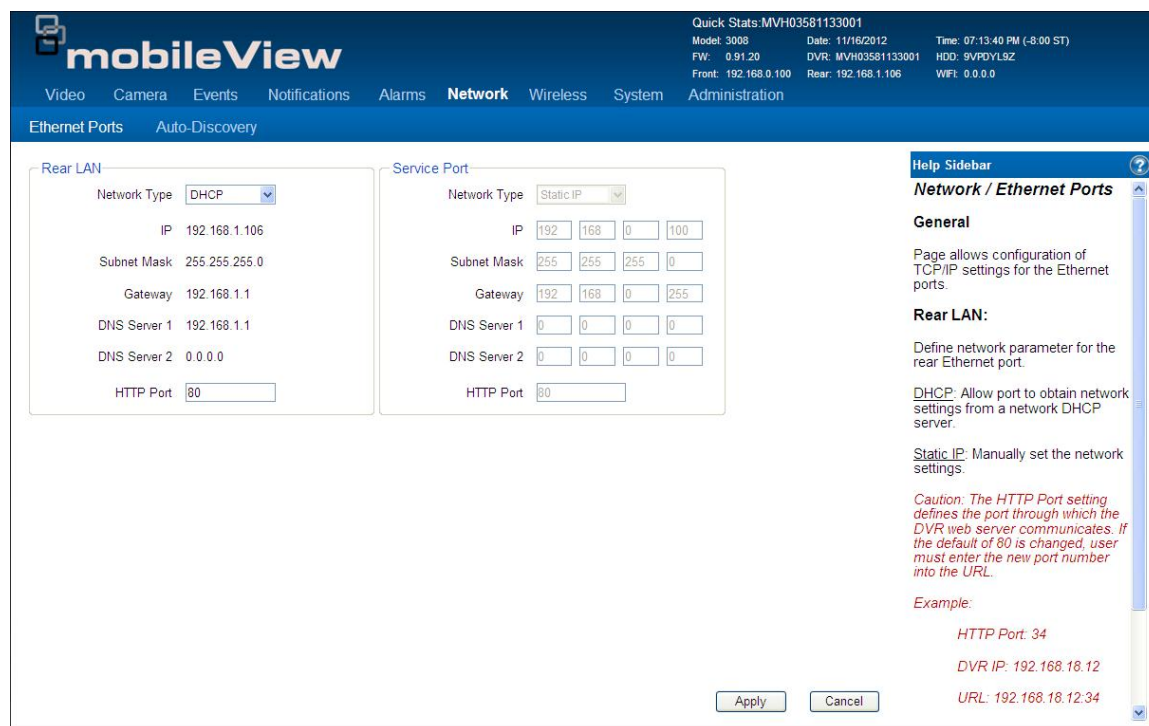 mobileView
Quick Stats:MVH03581133001
Model: 3008 Date: 11/16/2012 Time: 07:13:40 PM (-8:00 ST)
FW: 0.91.20 DVR: MVH03581133001 HDD: 9VPDYL9Z
Front: 192.168.0.100 Rear: 192.168.1.106 WIFI: 0.0.0.0
Video Camera Events Notifications Alarms Network Wireless System Administration
Ethernet Ports Auto-Discovery
Rear LAN
Network Type DHCP
IP 192.168.1.106
Subnet Mask 255.255.255.0
Gateway 192.168.1.1
DNS Server 1 192.168.1.1
DNS Server 2 0.0.0.0
HTTP Port 80
Service Port
Network Type Static IP
IP 192 168 0 100
Subnet Mask 255 255 255 0
Gateway 192 168 0 255
DNS Server 1 0 0 0 0
DNS Server 2 0 0 0 0
HTTP Port 80
Apply Cancel
Help Sidebar ?
Network / Ethernet Ports
General
Page allows configuration of
TCP/IP settings for the Ethernet
ports.
Rear LAN:
Define network parameter for the
rear Ethernet port.
DHCP: Allow port to obtain network
settings from a network DHCP
server.
Static IP: Manually set the network
settings.
Caution: The HTTP Port setting
defines the port through which the
DVR web server communicates. If
the default of 80 is changed, user
must enter the new port number
into the URL.
Example:
HTTP Port: 34
DVR IP: 192.168.18.12
URL: 192.168.18.12:34